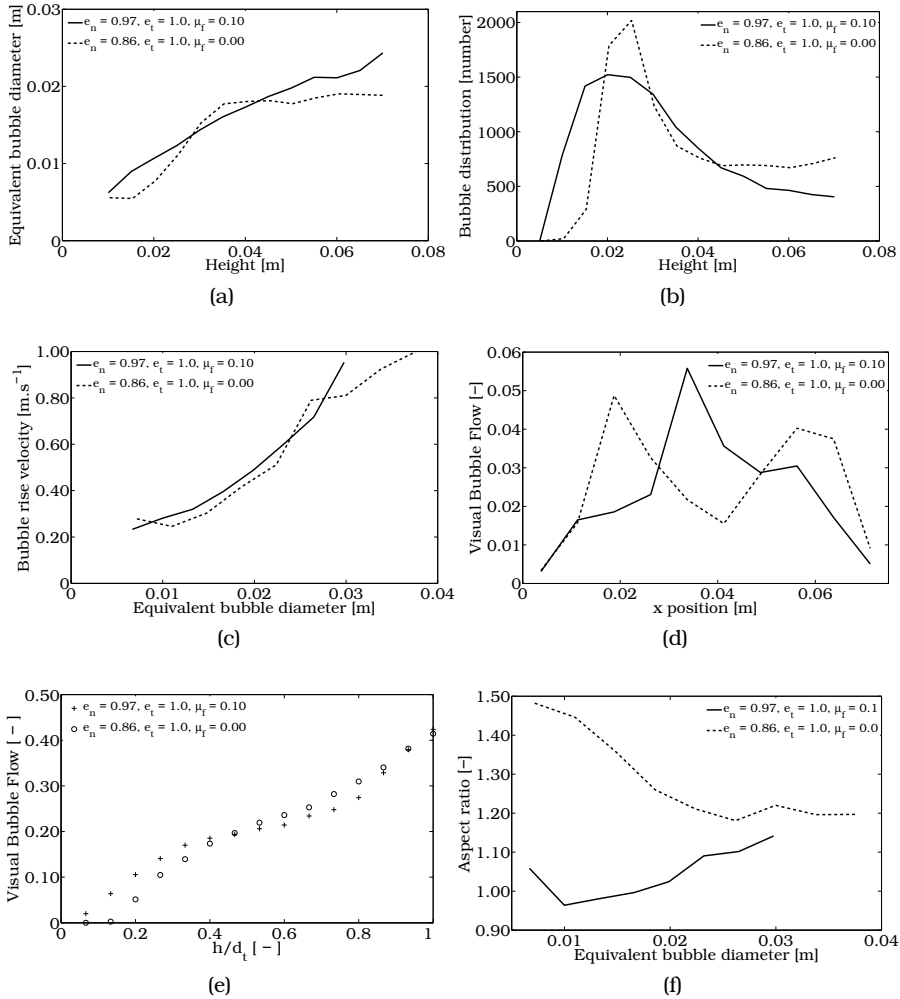 Equivalent bubble diameter [m]
0.03
0.02
0.01
0
e_n = 0.97, e_t = 1.0, μ_f = 0.10
e_n = 0.86, e_t = 1.0, μ_f = 0.00
0 0.02 0.04 0.06 0.08
Height [m]
(a)
Bubble distribution [number]
2000
1500
1000
500
0
e_n = 0.97, e_t = 1.0, μ_f = 0.10
e_n = 0.86, e_t = 1.0, μ_f = 0.00
0 0.02 0.04 0.06 0.08
Height [m]
(b)
Bubble rise velocity [m.s⁻¹]
1.00
0.80
0.60
0.40
0.20
0
e_n = 0.97, e_t = 1.0, μ_f = 0.10
e_n = 0.86, e_t = 1.0, μ_f = 0.00
0 0.01 0.02 0.03 0.04
Equivalent bubble diameter [m]
(c)
Visual Bubble Flow [−]
0.06
0.05
0.04
0.03
0.02
0.01
0
e_n = 0.97, e_t = 1.0, μ_f = 0.10
e_n = 0.86, e_t = 1.0, μ_f = 0.00
0 0.02 0.04 0.06
x position [m]
(d)
Visual Bubble Flow [ − ]
0.50
0.40
0.30
0.20
0.10
0
e_n = 0.97, e_t = 1.0, μ_f = 0.10
e_n = 0.86, e_t = 1.0, μ_f = 0.00
0 0.2 0.4 0.6 0.8 1
h/d_t [ − ]
(e)
Aspect ratio [−]
1.50
1.40
1.30
1.20
1.10
1.00
0.90
e_n = 0.97, e_t = 1.0, μ_f = 0.1
e_n = 0.86, e_t = 1.0, μ_f = 0.0
0.01 0.02 0.03 0.04
Equivalent bubble diameter [m]
(f)